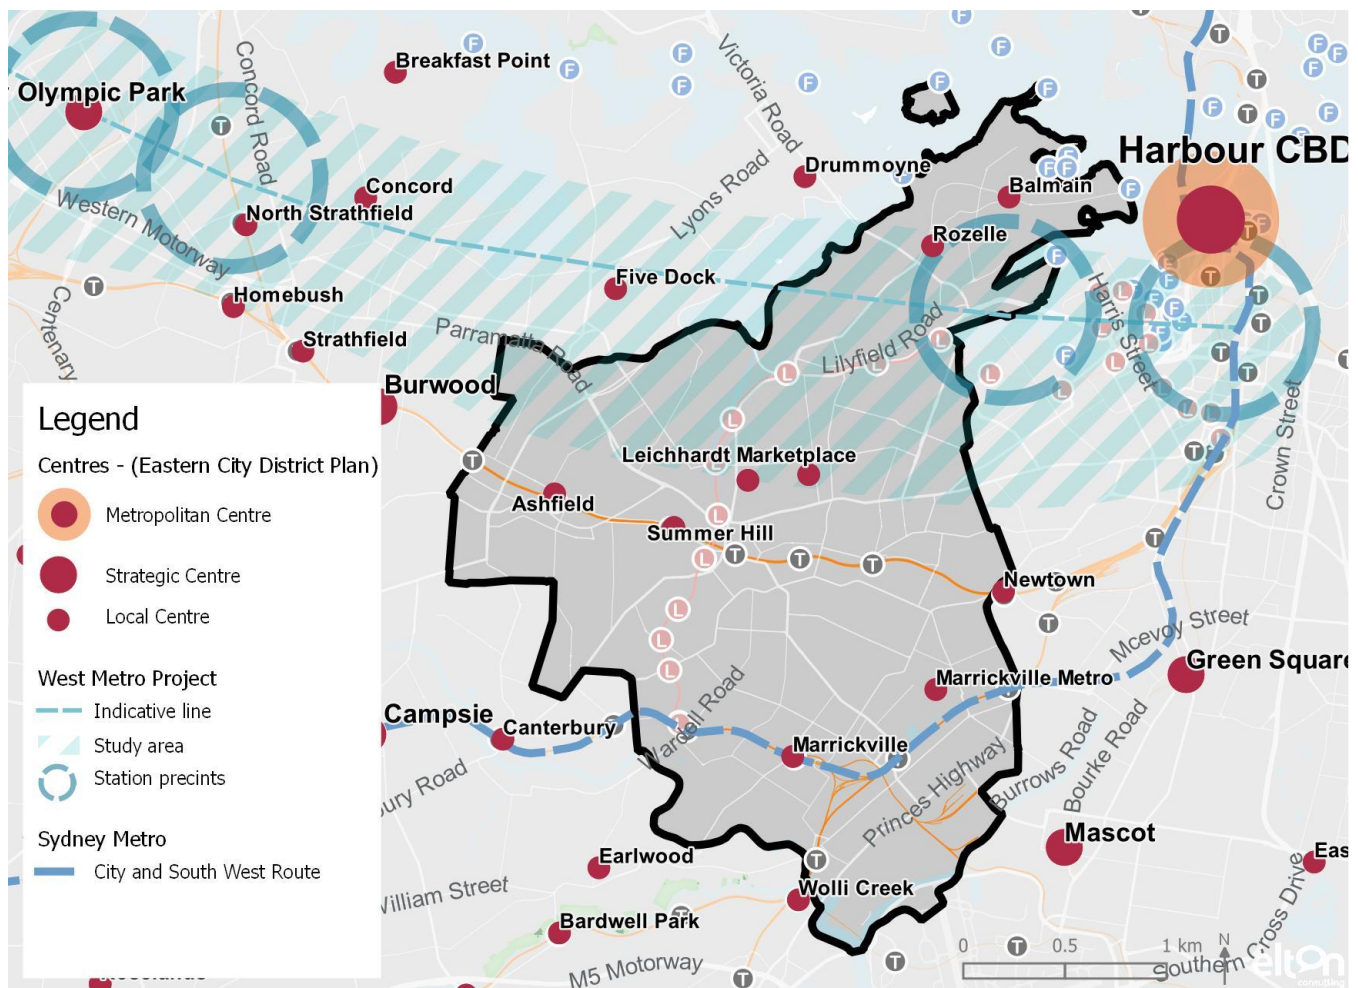 Breakfast Point
Victoria Road
Olympic Park
Concord Road
Harbour CBD
Drummoyne
Lyons Road
Concord
Balmain
Western Motorway
North Strathfield
Rozelle
Five Dock
Harris Street
Homebush
Centenary
Strathfield
Parramatta Road
Lilyfield Road
Burwood
Crown Street
Legend
Centres - (Eastern City District Plan)
Metropolitan Centre
Strategic Centre
Local Centre
West Metro Project
Indicative line
Study area
Station precints
Sydney Metro
City and South West Route
Leichhardt Marketplace
Ashfield
Summer Hill
Newtown
Mcevoy Street
Green Square
Marrickville Metro
Campsie
Canterbury
Wardell Road
Marrickville
Princes Highway
Burrows Road
Bourke Road
ury Road
Mascot
Earlwood
Eas
William Street
Wolli Creek
Bardwell Park
M5 Motorway
Southern Cross Drive
0 0.5 1 km
N
elton
consulting